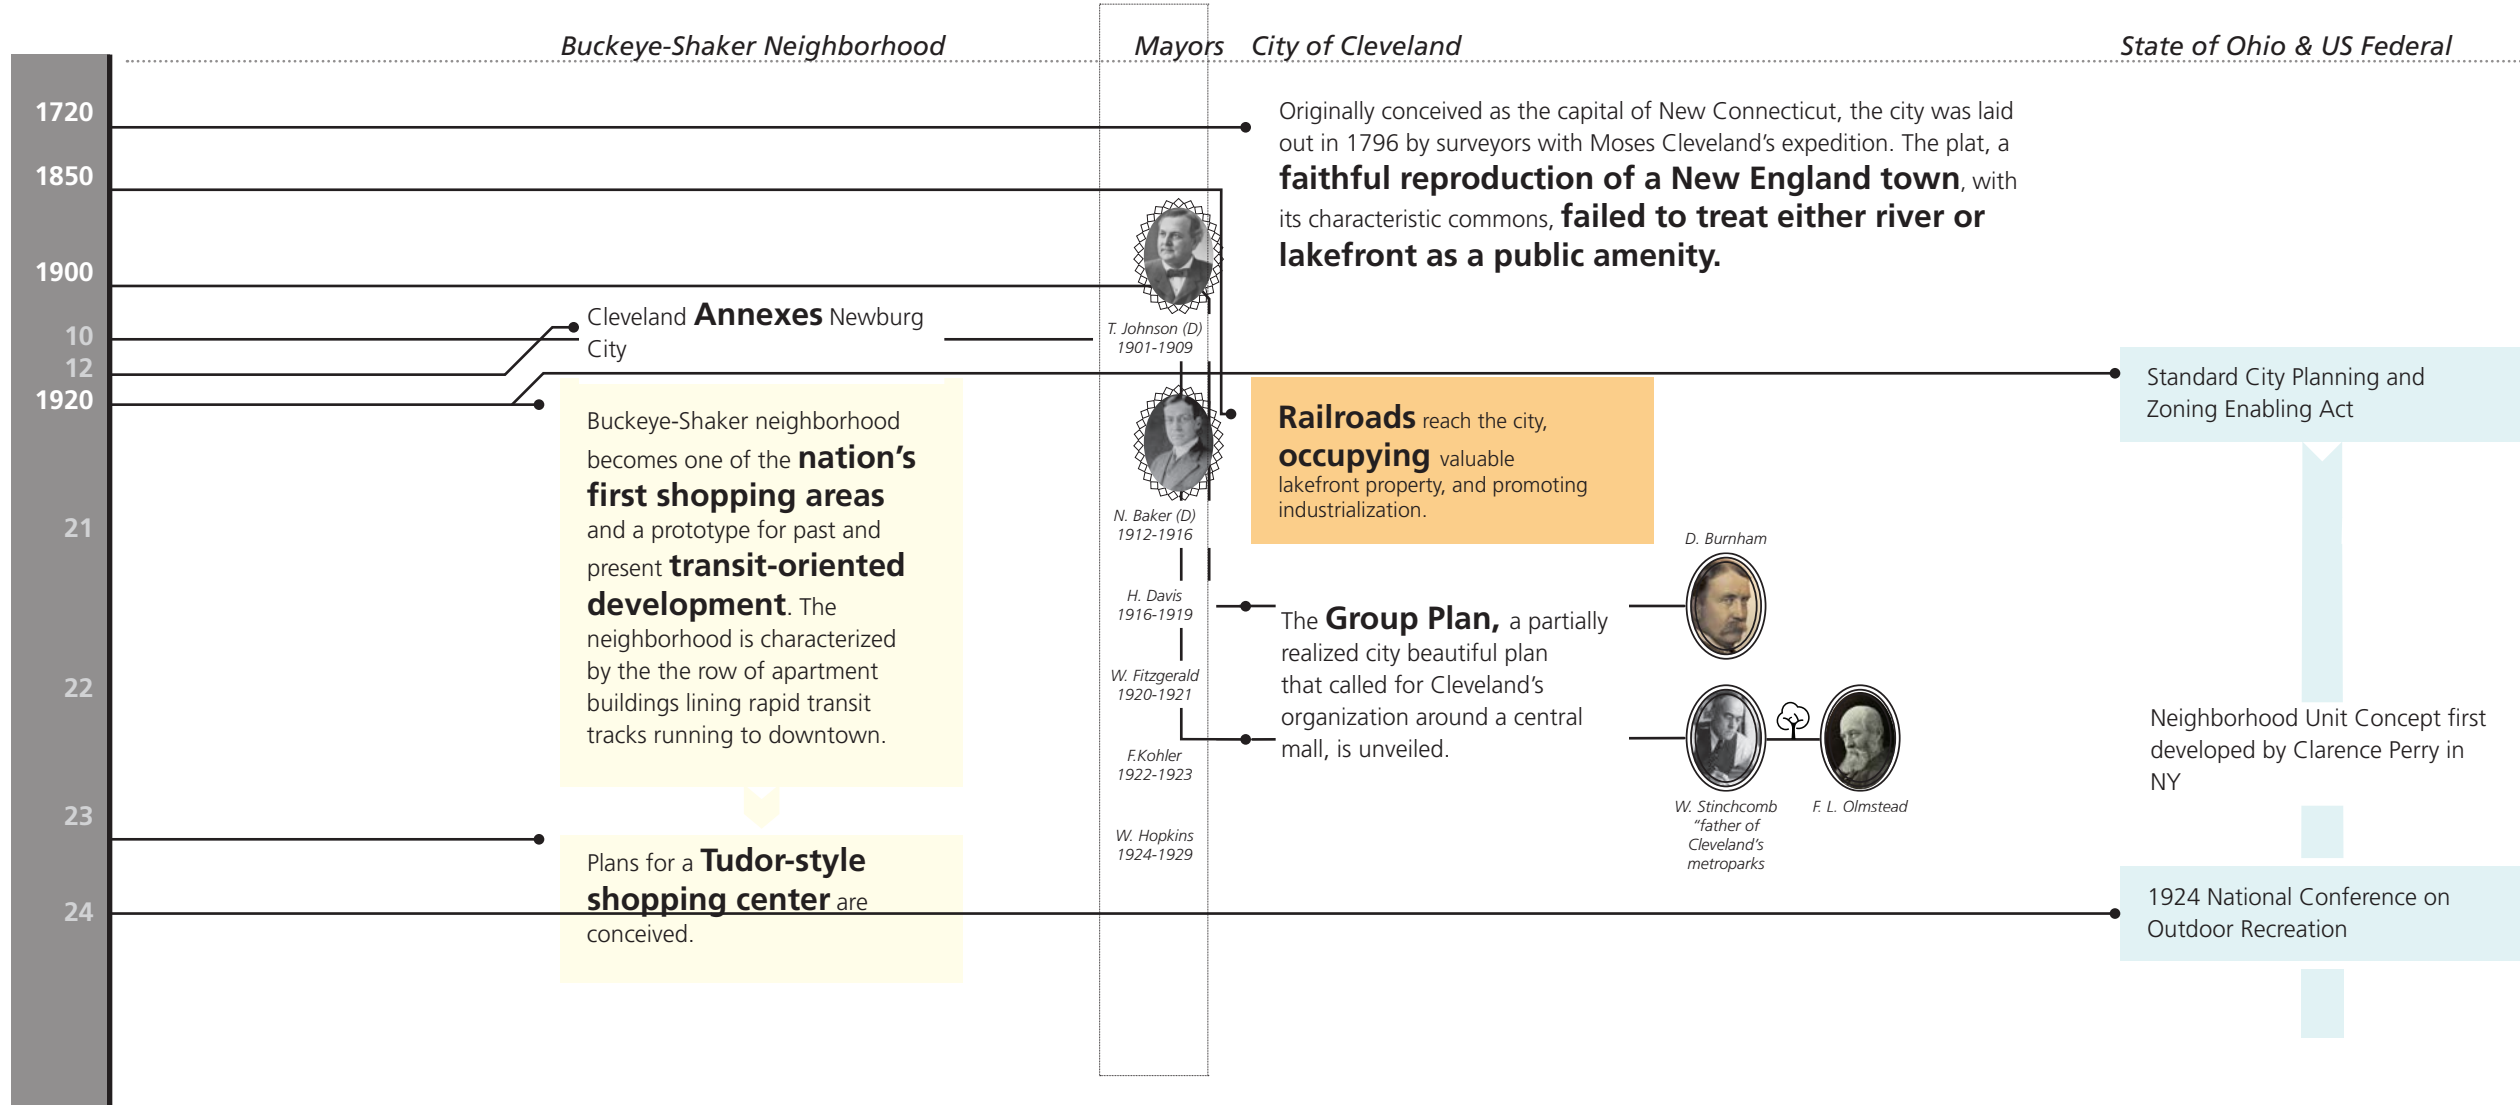 Buckeye-Shaker Neighborhood
Mayors
City of Cleveland
State of Ohio & US Federal
1720
1850
1900
10
12
1920
21
22
23
24
Cleveland Annexes Newburg
City
Buckeye-Shaker neighborhood
becomes one of the nation's
first shopping areas
and a prototype for past and
present transit-oriented
development. The
neighborhood is characterized
by the the row of apartment
buildings lining rapid transit
tracks running to downtown.
Plans for a Tudor-style
shopping center are
conceived.
T. Johnson (D)
1901-1909
N. Baker (D)
1912-1916
H. Davis
1916-1919
W. Fitzgerald
1920-1921
F.Kohler
1922-1923
W. Hopkins
1924-1929
Originally conceived as the capital of New Connecticut, the city was laid
out in 1796 by surveyors with Moses Cleveland's expedition. The plat, a
faithful reproduction of a New England town, with
its characteristic commons, failed to treat either river or
lakefront as a public amenity.
Railroads reach the city,
occupying valuable
lakefront property, and promoting
industrialization.
The Group Plan, a partially
realized city beautiful plan
that called for Cleveland's
organization around a central
mall, is unveiled.
D. Burnham
W. Stinchcomb
"father of
Cleveland's
metroparks
F. L. Olmstead
Standard City Planning and
Zoning Enabling Act
Neighborhood Unit Concept first
developed by Clarence Perry in
NY
1924 National Conference on
Outdoor Recreation